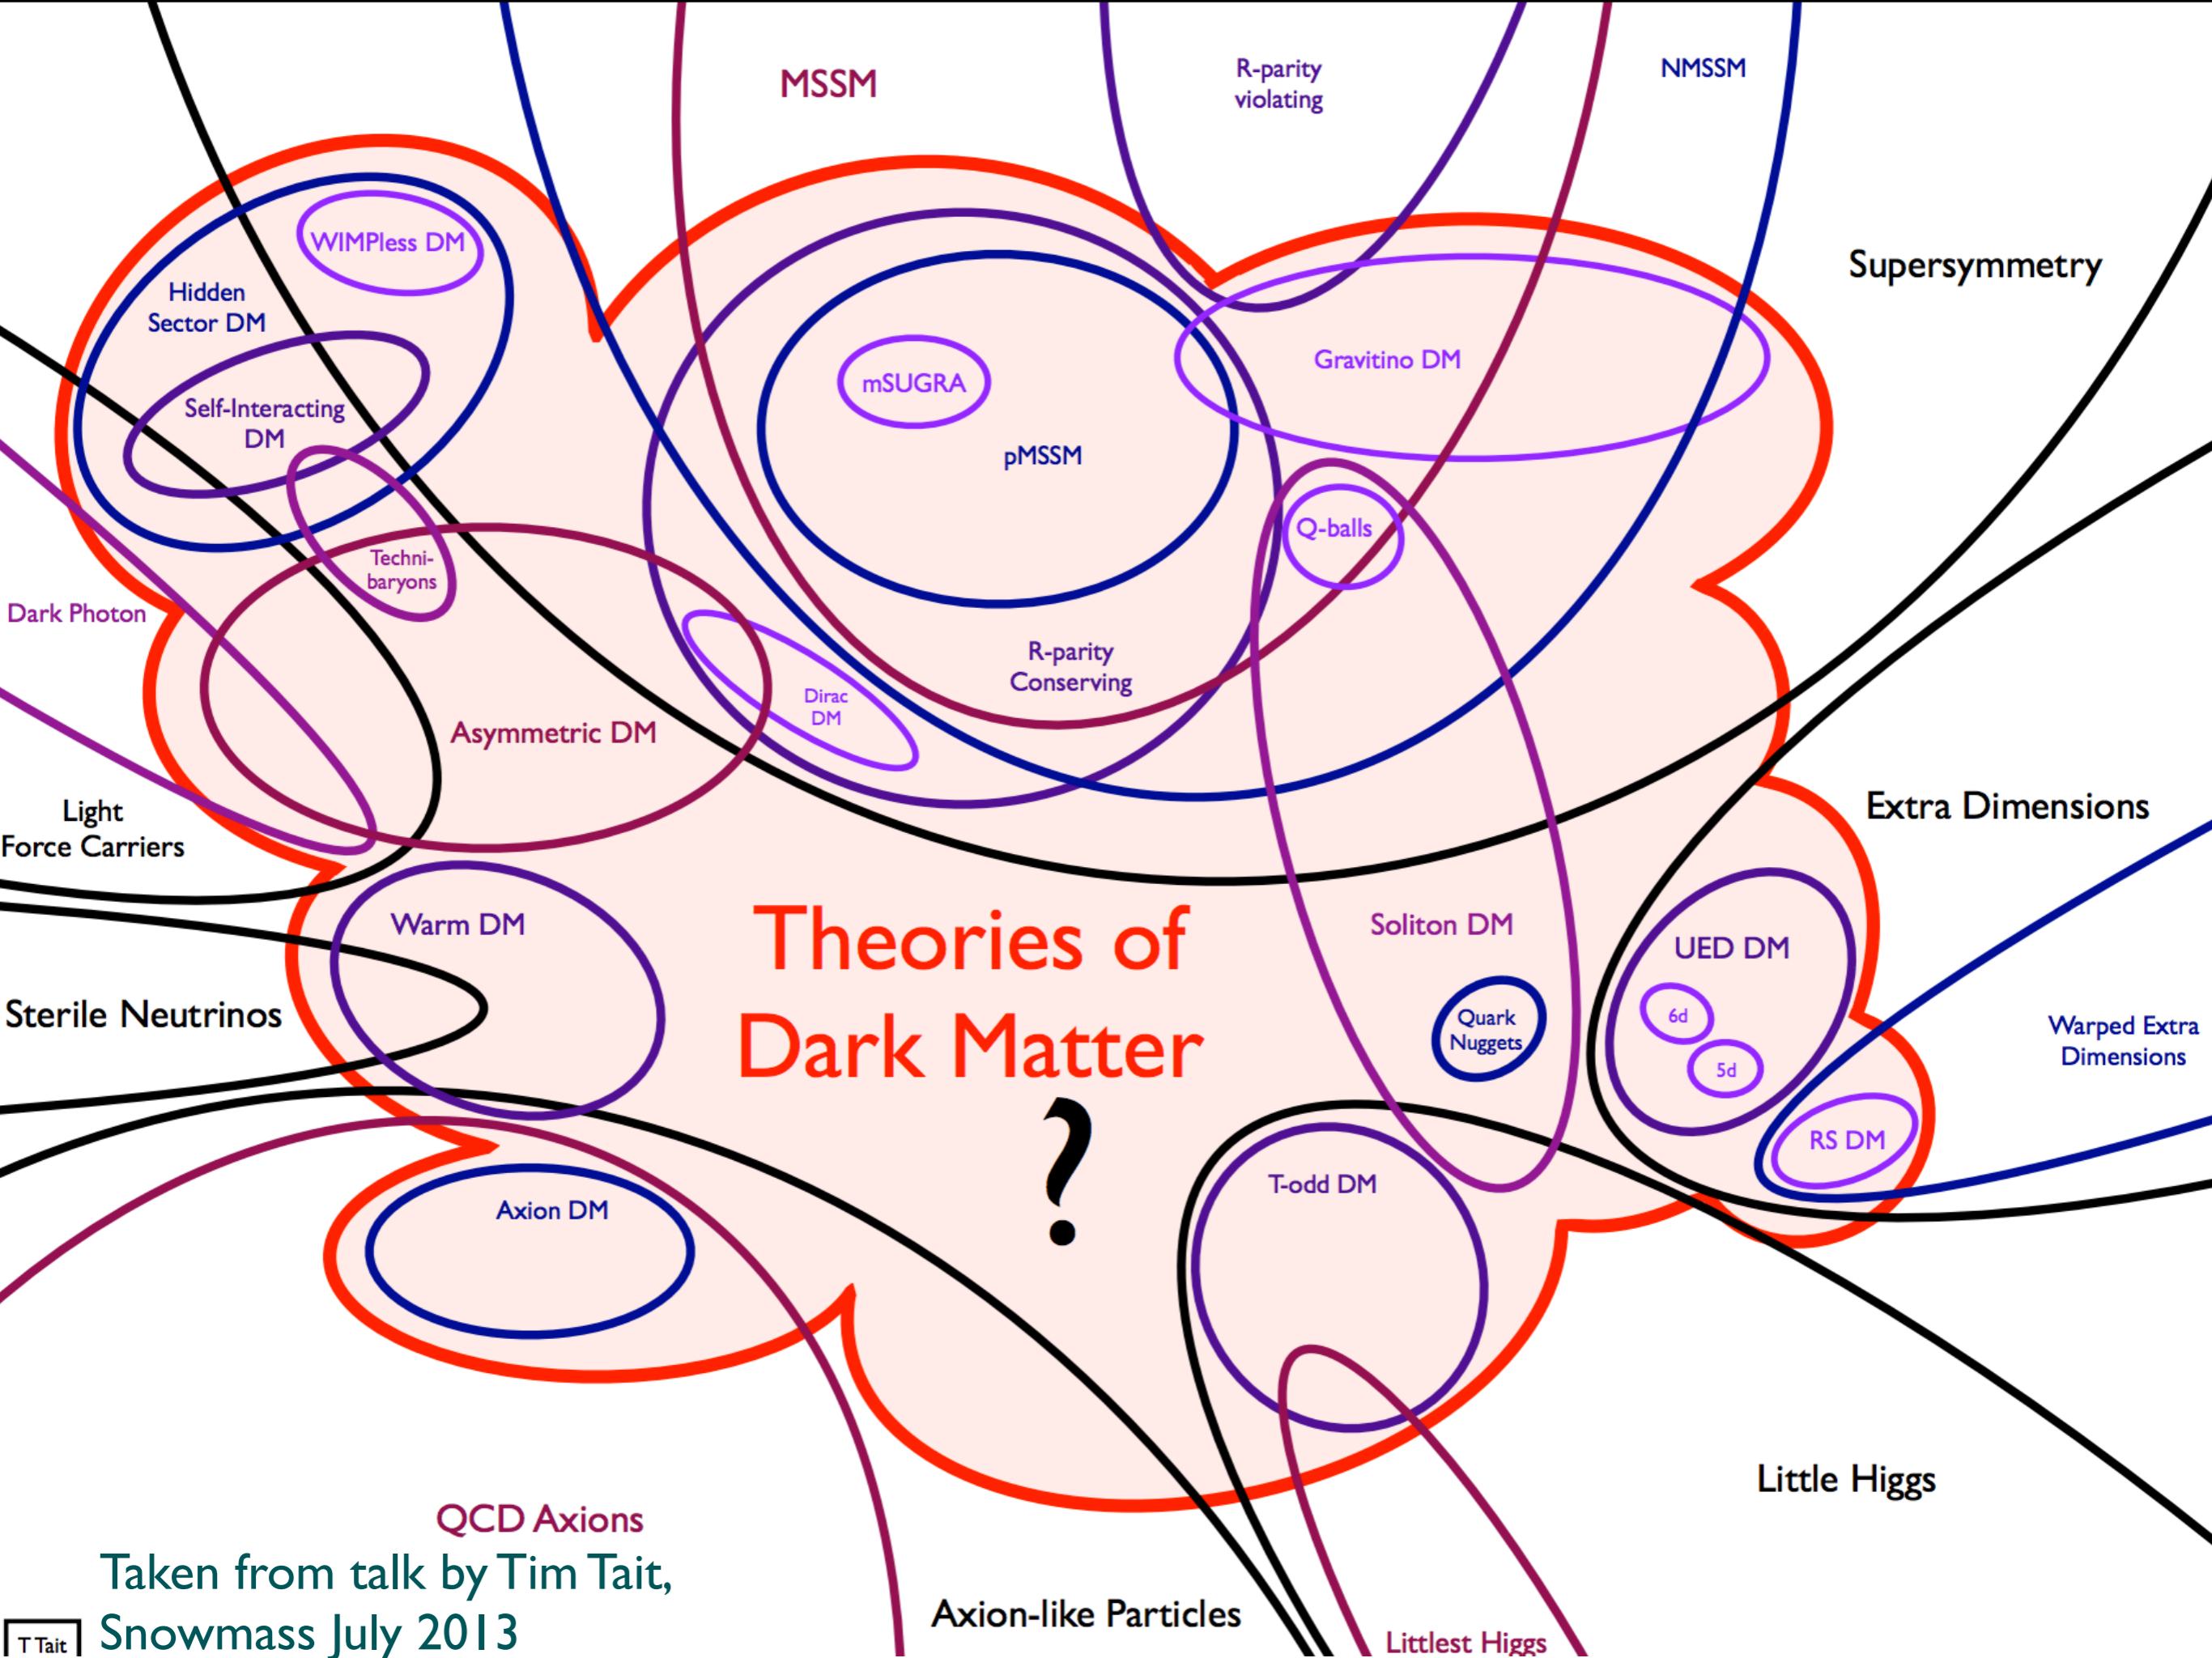 MSSM
R-parity
violating
NMSSM
WIMPless DM
Hidden
Sector DM
Supersymmetry
Self-Interacting
DM
mSUGRA
Gravitino DM
pMSSM
Q-balls
Techni-
baryons
Dark Photon
R-parity
Conserving
Dirac
DM
Asymmetric DM
Light
Force Carriers
Extra Dimensions
Warm DM
Theories of
Dark Matter
?
Soliton DM
UED DM
Sterile Neutrinos
Quark
Nuggets
6d
5d
Warped Extra
Dimensions
RS DM
Axion DM
T-odd DM
Little Higgs
QCD Axions
Taken from talk by Tim Tait,
Snowmass July 2013
Axion-like Particles
Littlest Higgs
T Tait